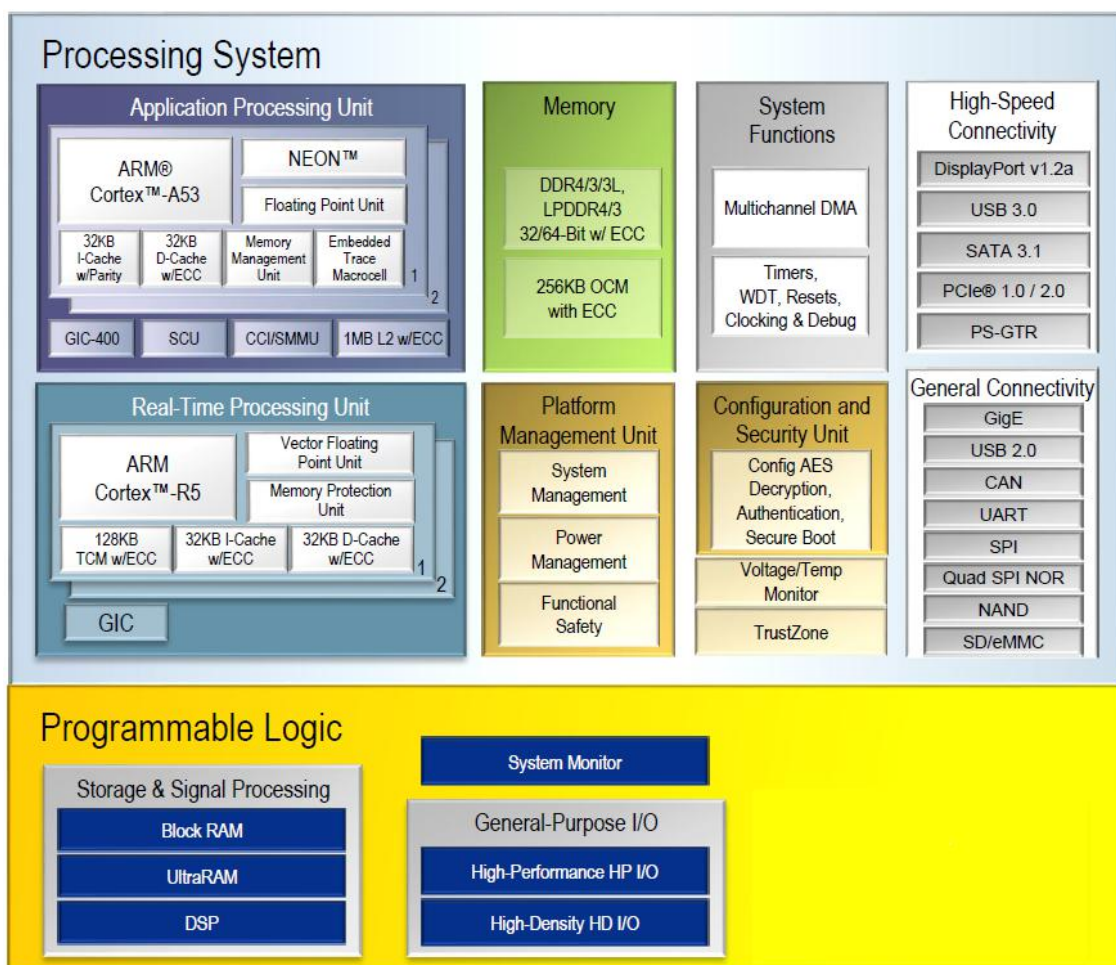 Processing System
Application Processing Unit
ARM®
Cortex™-A53
NEON™
Floating Point Unit
32KB
I-Cache
w/Parity
32KB
D-Cache
w/ECC
Memory
Management
Unit
Embedded
Trace
Macrocell
1
2
GIC-400
SCU
CCI/SMMU
1MB L2 w/ECC
Memory
DDR4/3/3L,
LPDDR4/3
32/64-Bit w/ ECC
256KB OCM
with ECC
System
Functions
Multichannel DMA
Timers,
WDT, Resets,
Clocking & Debug
High-Speed
Connectivity
DisplayPort v1.2a
USB 3.0
SATA 3.1
PCIe® 1.0 / 2.0
PS-GTR
Real-Time Processing Unit
ARM
Cortex™-R5
Vector Floating
Point Unit
Memory Protection
Unit
128KB
TCM w/ECC
32KB I-Cache
w/ECC
32KB D-Cache
w/ECC
1
2
GIC
Platform
Management Unit
System
Management
Power
Management
Functional
Safety
Configuration and
Security Unit
Config AES
Decryption,
Authentication,
Secure Boot
Voltage/Temp
Monitor
TrustZone
General Connectivity
GigE
USB 2.0
CAN
UART
SPI
Quad SPI NOR
NAND
SD/eMMC
Programmable Logic
Storage & Signal Processing
Block RAM
UltraRAM
DSP
System Monitor
General-Purpose I/O
High-Performance HP I/O
High-Density HD I/O